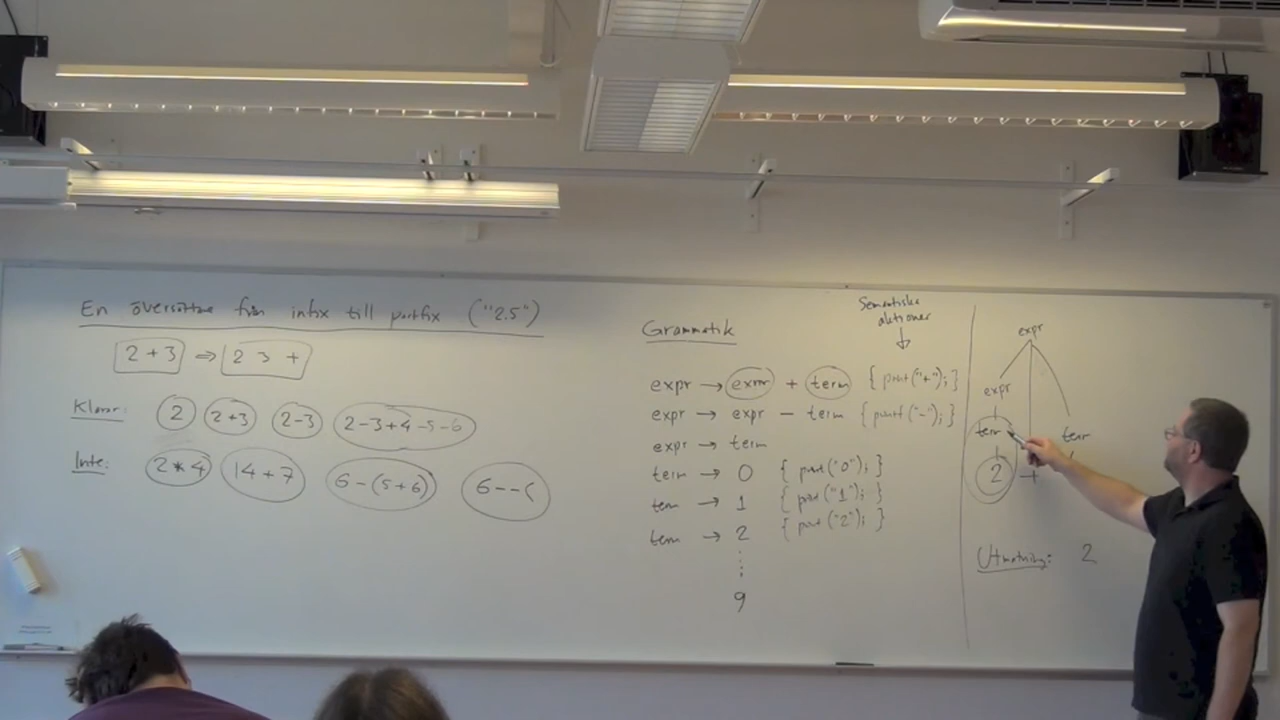 En översättare från infix till postfix ("2.5")
2 + 3 ⇒ 2 3 +
Klarar: 2 2+3 2-3 2-3+4-5-6
Inte: 2*4 14+7 6-(5+6) 6--(
Grammatik
Semantiska
aktioner
↓
expr → expr + term { print("+"); }
expr → expr - term { print("-"); }
expr → term
term → 0 { print("0"); }
term → 1 { print("1"); }
term → 2 { print("2"); }
9
expr
expr
term term
2 +
Utmatning: 2